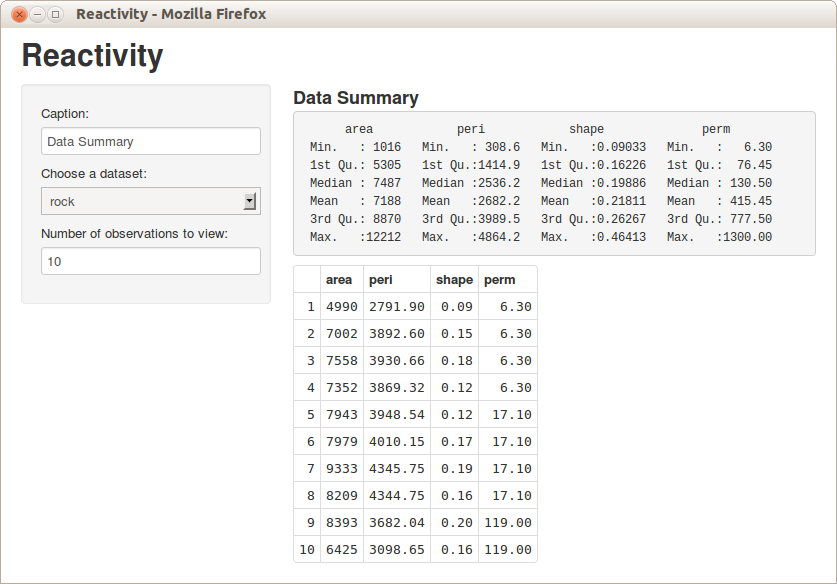 Reactivity - Mozilla Firefox
Reactivity
Caption:
Data Summary
Choose a dataset:
rock
Number of observations to view:
10
Data Summary
area peri shape perm
Min. : 1016 Min. : 308.6 Min. :0.09033 Min. : 6.30
1st Qu.: 5305 1st Qu.:1414.9 1st Qu.:0.16226 1st Qu.: 76.45
Median : 7487 Median :2536.2 Median :0.19886 Median : 130.50
Mean : 7188 Mean :2682.2 Mean :0.21811 Mean : 415.45
3rd Qu.: 8870 3rd Qu.:3989.5 3rd Qu.:0.26267 3rd Qu.: 777.50
Max. :12212 Max. :4864.2 Max. :0.46413 Max. :1300.00
area peri shape perm
1 4990 2791.90 0.09 6.30
2 7002 3892.60 0.15 6.30
3 7558 3930.66 0.18 6.30
4 7352 3869.32 0.12 6.30
5 7943 3948.54 0.12 17.10
6 7979 4010.15 0.17 17.10
7 9333 4345.75 0.19 17.10
8 8209 4344.75 0.16 17.10
9 8393 3682.04 0.20 119.00
10 6425 3098.65 0.16 119.00